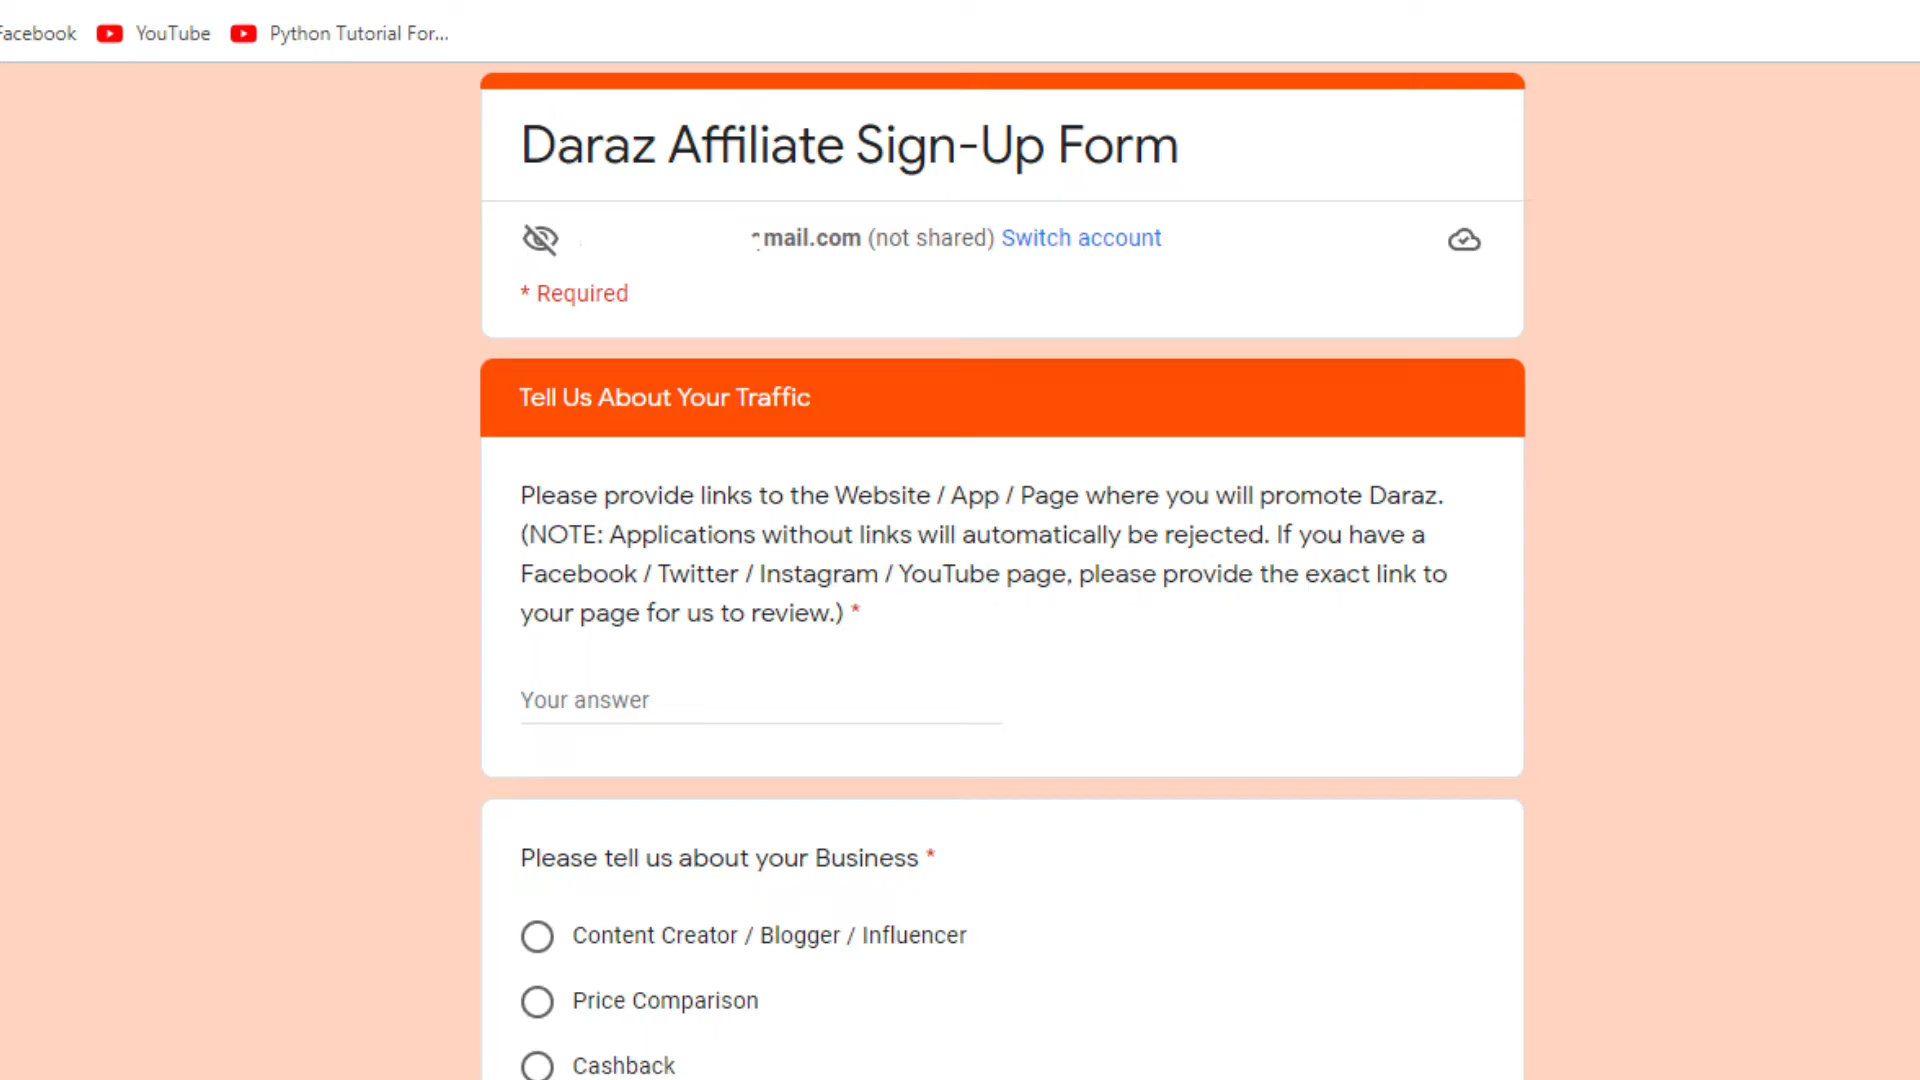 Facebook YouTube Python Tutorial For...
Daraz Affiliate Sign-Up Form
mail.com (not shared) Switch account
* Required
Tell Us About Your Traffic
Please provide links to the Website / App / Page where you will promote Daraz.
(NOTE: Applications without links will automatically be rejected. If you have a
Facebook / Twitter / Instagram / YouTube page, please provide the exact link to
your page for us to review.) *
Your answer
Please tell us about your Business *
Content Creator / Blogger / Influencer
Price Comparison
Cashback